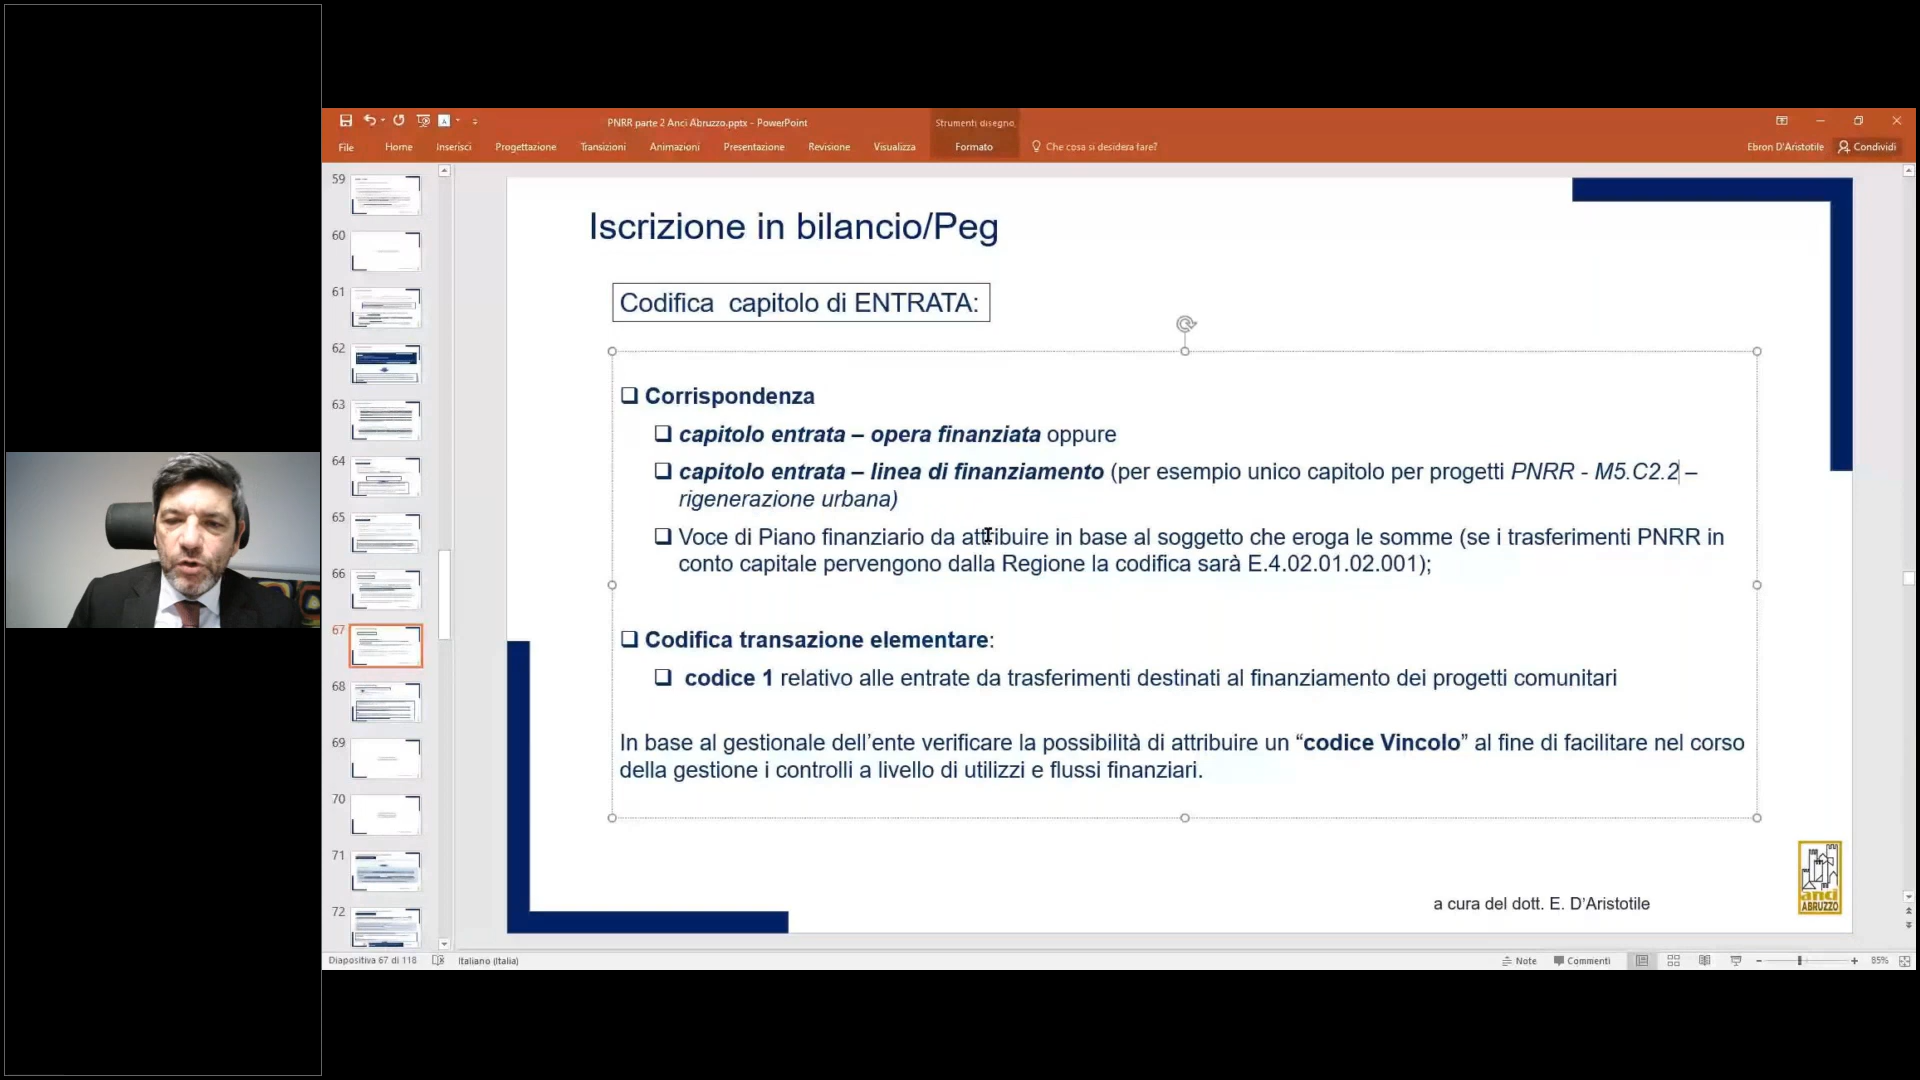 PNRR parte 2 Anci Abruzzo.pptx - PowerPoint
Strumenti disegno
File Home Inserisci Progettazione Transizioni Animazioni Presentazione Revisione Visualizza Formato Che cosa si desidera fare? Ebron D'Aristotile Condividi
59
60
61
62
63
64
65
66
67
68
69
70
71
72
Iscrizione in bilancio/Peg
Codifica capitolo di ENTRATA:
❑ Corrispondenza
❑ capitolo entrata – opera finanziata oppure
❑ capitolo entrata – linea di finanziamento (per esempio unico capitolo per progetti PNRR - M5.C2.2 –
rigenerazione urbana)
❑ Voce di Piano finanziario da attribuire in base al soggetto che eroga le somme (se i trasferimenti PNRR in
conto capitale pervengono dalla Regione la codifica sarà E.4.02.01.02.001);
❑ Codifica transazione elementare:
❑ codice 1 relativo alle entrate da trasferimenti destinati al finanziamento dei progetti comunitari
In base al gestionale dell’ente verificare la possibilità di attribuire un “codice Vincolo” al fine di facilitare nel corso
della gestione i controlli a livello di utilizzi e flussi finanziari.
a cura del dott. E. D’Aristotile
anci
ABRUZZO
Diapositiva 67 di 118 Italiano (Italia) Note Commenti 85%